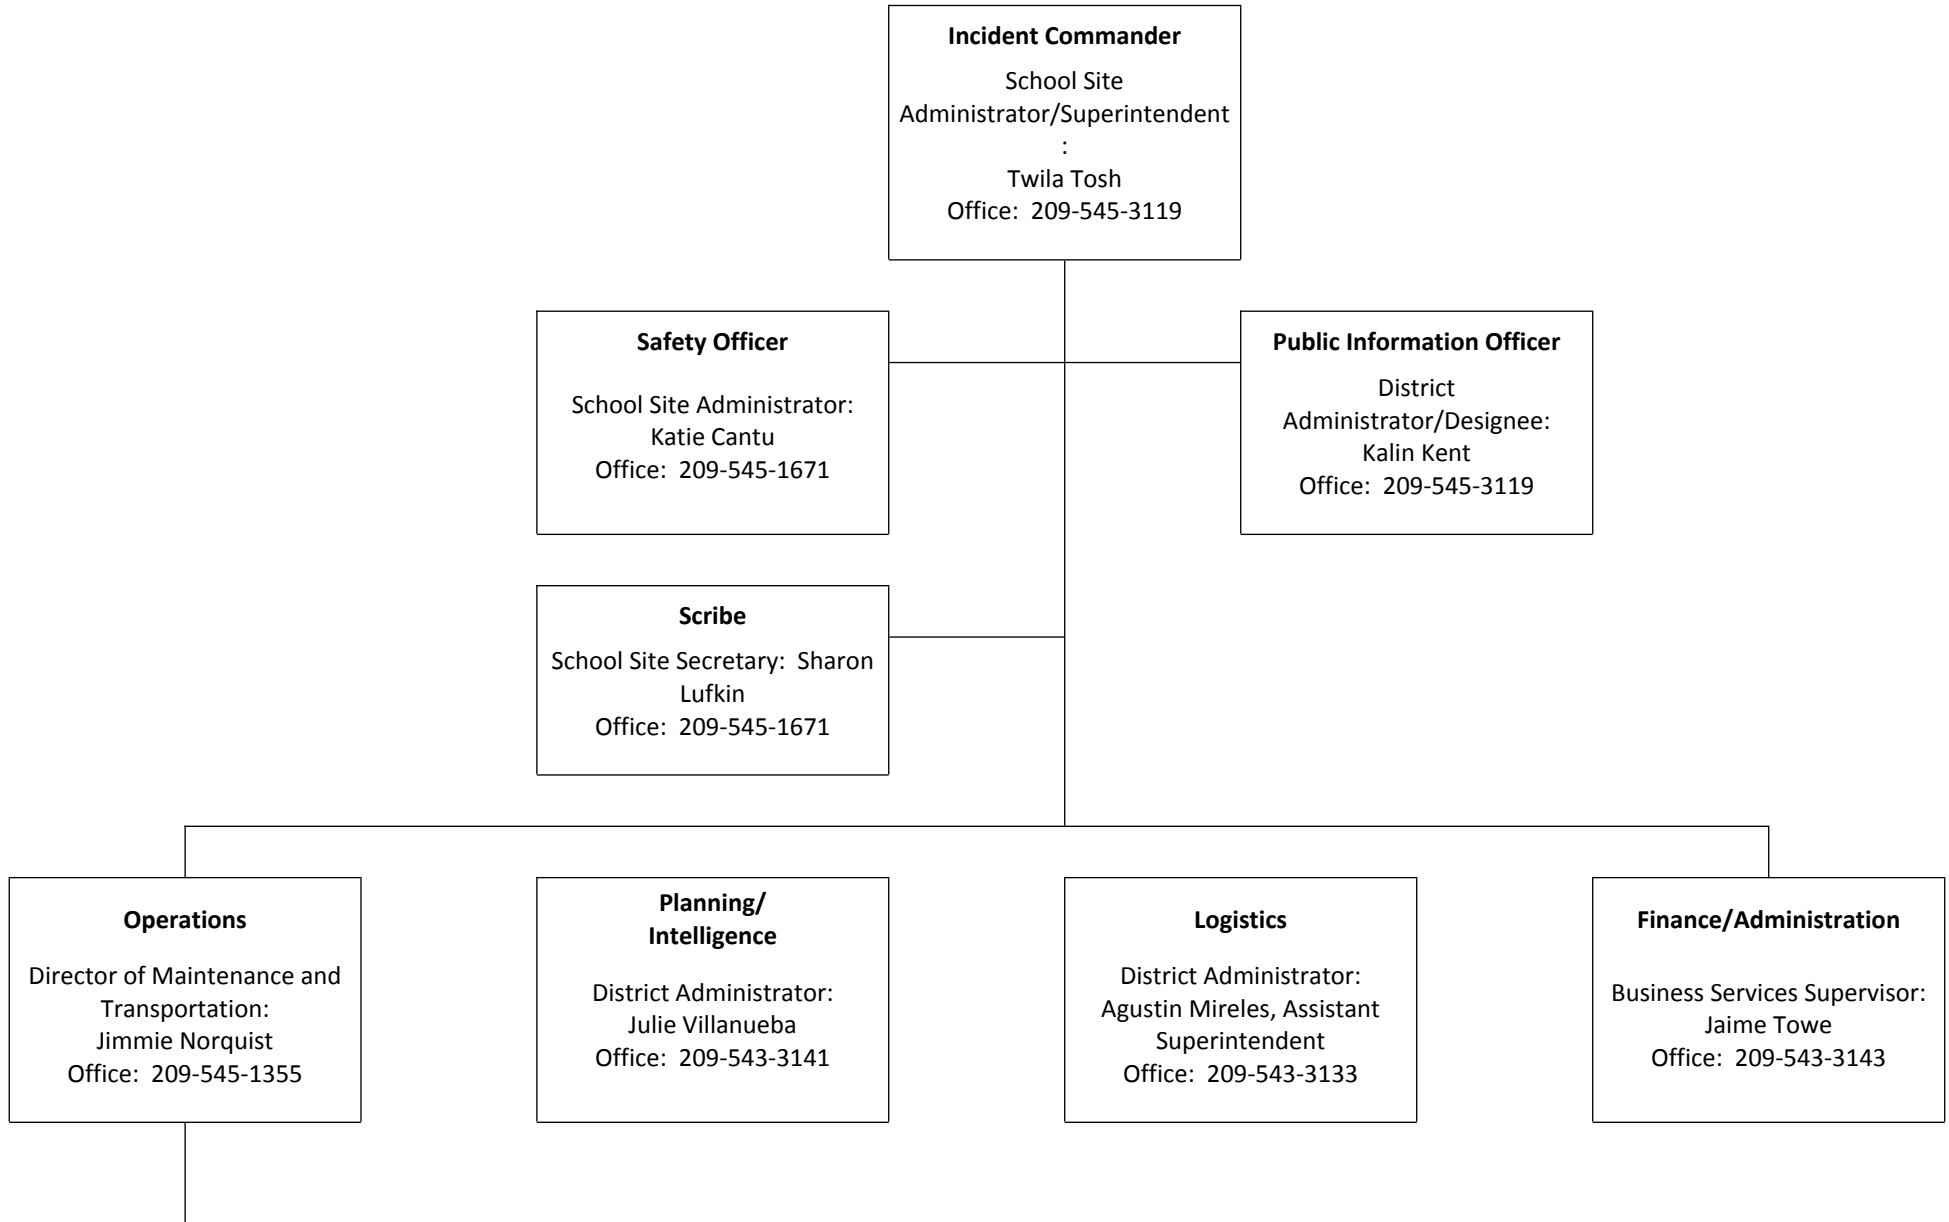 Incident Commander
School Site
Administrator/Superintendent
:
Twila Tosh
Office: 209-545-3119
Safety Officer
School Site Administrator:
Katie Cantu
Office: 209-545-1671
Public Information Officer
District
Administrator/Designee:
Kalin Kent
Office: 209-545-3119
Scribe
School Site Secretary: Sharon
Lufkin
Office: 209-545-1671
Operations
Director of Maintenance and
Transportation:
Jimmie Norquist
Office: 209-545-1355
Planning/
Intelligence
District Administrator:
Julie Villanueba
Office: 209-543-3141
Logistics
District Administrator:
Agustin Mireles, Assistant
Superintendent
Office: 209-543-3133
Finance/Administration
Business Services Supervisor:
Jaime Towe
Office: 209-543-3143